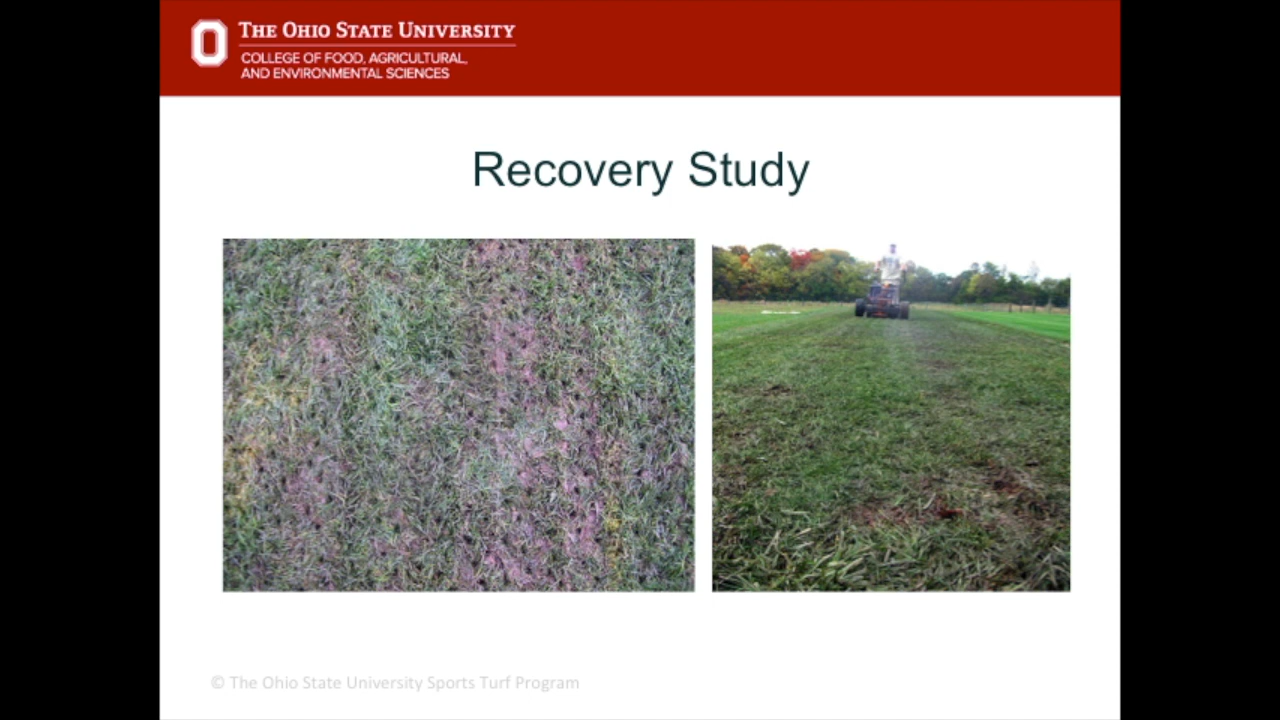 THE OHIO STATE UNIVERSITY
COLLEGE OF FOOD, AGRICULTURAL,
AND ENVIRONMENTAL SCIENCES
Recovery Study
© The Ohio State University Sports Turf Program